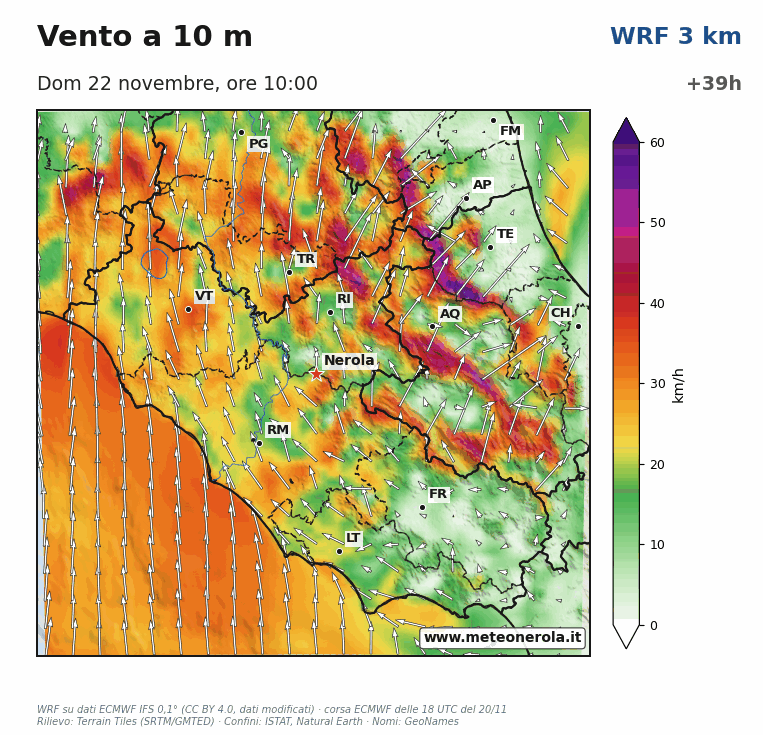 Vento a 10 m
WRF 3 km
Dom 22 novembre, ore 10:00
+39h
FM
PG
AP
TE
TR
VT
RI
AQ
CH
Nerola
RM
FR
LT
www.meteonerola.it
60
50
40
30
20
10
0
km/h
WRF su dati ECMWF IFS 0,1° (CC BY 4.0, dati modificati) · corsa ECMWF delle 18 UTC del 20/11
Rilievo: Terrain Tiles (SRTM/GMTED) · Confini: ISTAT, Natural Earth · Nomi: GeoNames